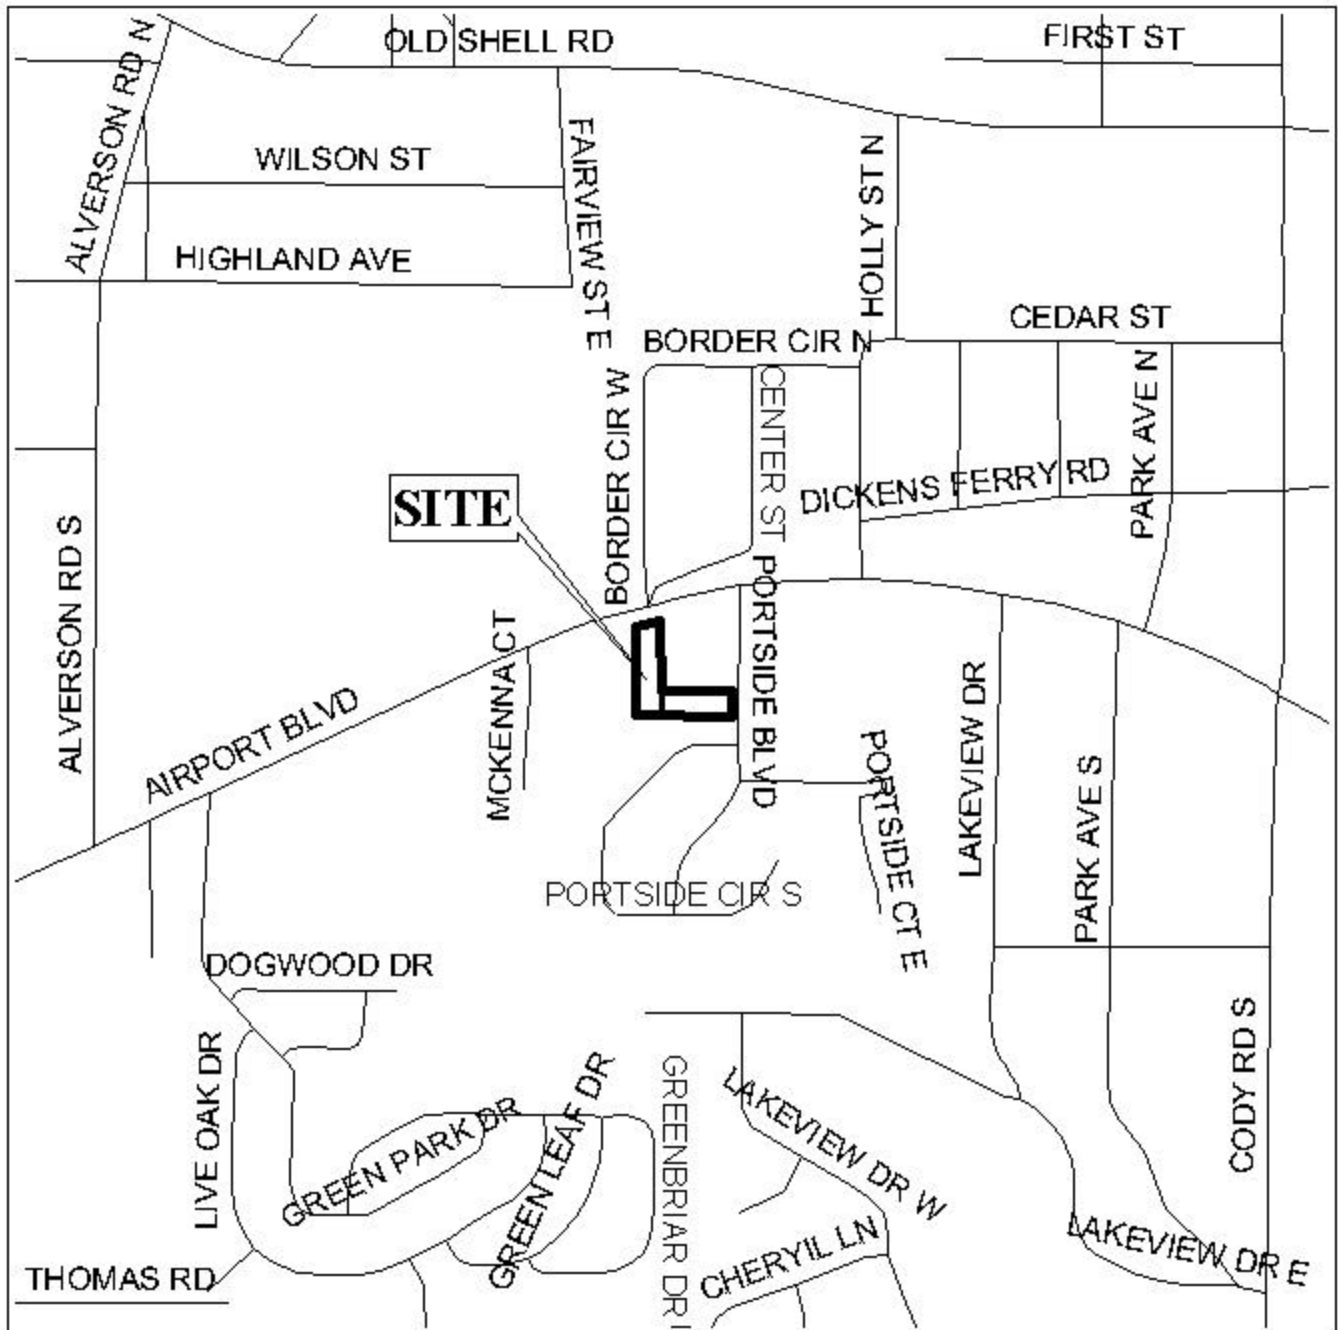 OLD SHELL RD
FIRST ST
ALVERSON RD N
WILSON ST
FAIRVIEW ST E
HOLLY ST N
HIGHLAND AVE
CEDAR ST
BORDER CIR N
BORDER CIR W
CENTER ST
PARK AVE N
DICKENS FERRY RD
SITE
ALVERSON RD S
PORTSIDE BLVD
MCKENNA CT
AIRPORT BLVD
LAKEVIEW DR
PORTSIDE CT E
PARK AVE S
PORTSIDE CIR S
DOGWOOD DR
LIVE OAK DR
CODY RD S
GREEN PARK DR
GREEN LEAF DR
GREENBRIAR DR
LAKEVIEW DR W
CHERYIL LN
LAKEVIEW DR E
THOMAS RD